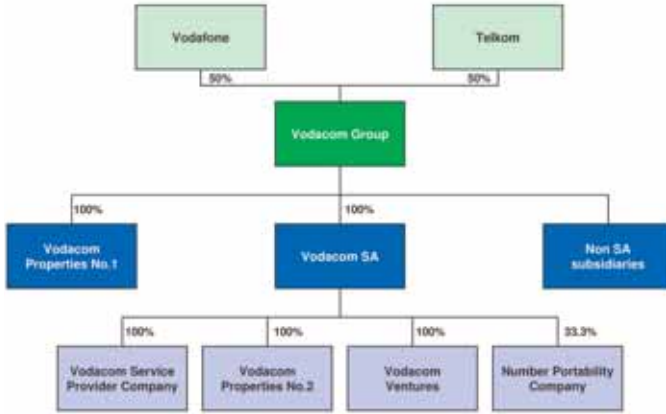 Vodafone
Telkom
50%
50%
Vodacom Group
100%
100%
Vodacom
Properties No.1
Vodacom SA
Non SA
subsidiaries
100%
100%
100%
33.3%
Vodacom Service
Provider Company
Vodacom
Properties No.2
Vodacom
Ventures
Number Portability
Company